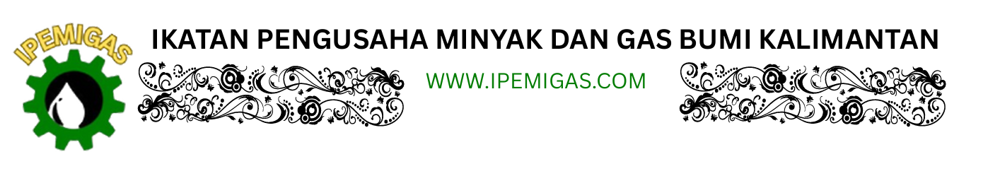 IPEMIGAS
IKATAN PENGUSAHA MINYAK DAN GAS BUMI KALIMANTAN
WWW.IPEMIGAS.COM